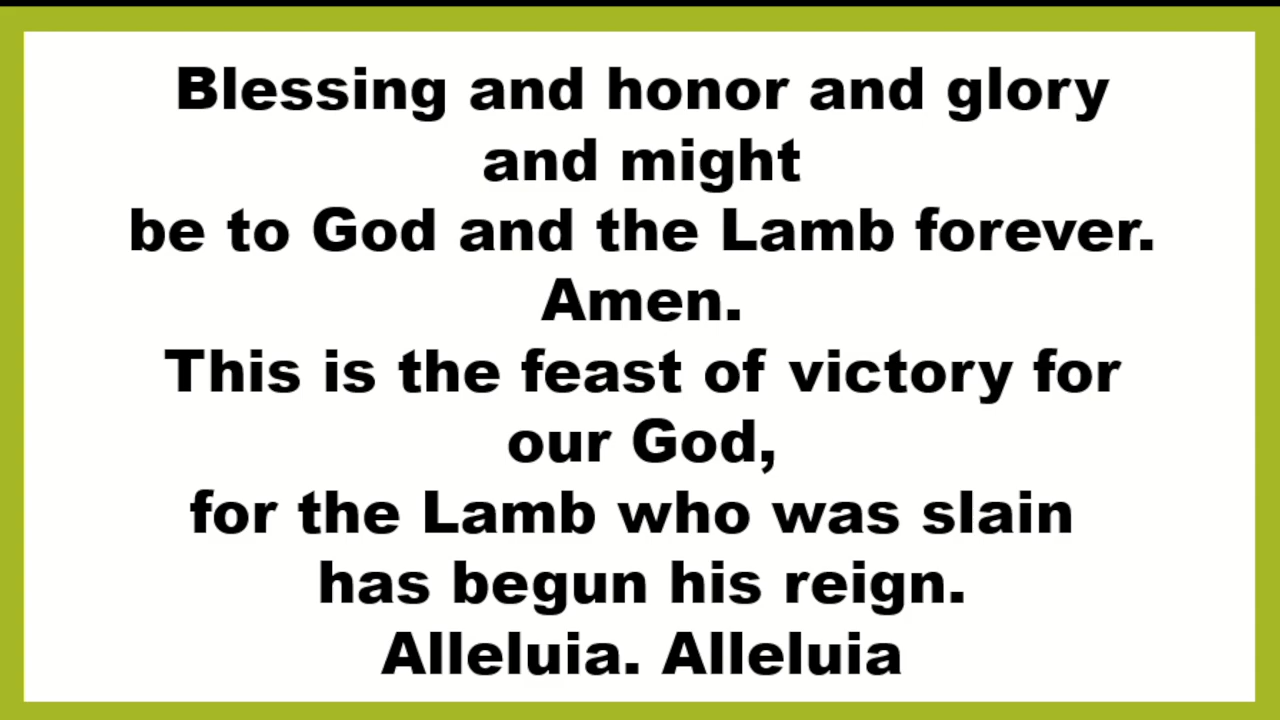 Blessing and honor and glory
and might
be to God and the Lamb forever.
Amen.
This is the feast of victory for
our God,
for the Lamb who was slain
has begun his reign.
Alleluia. Alleluia